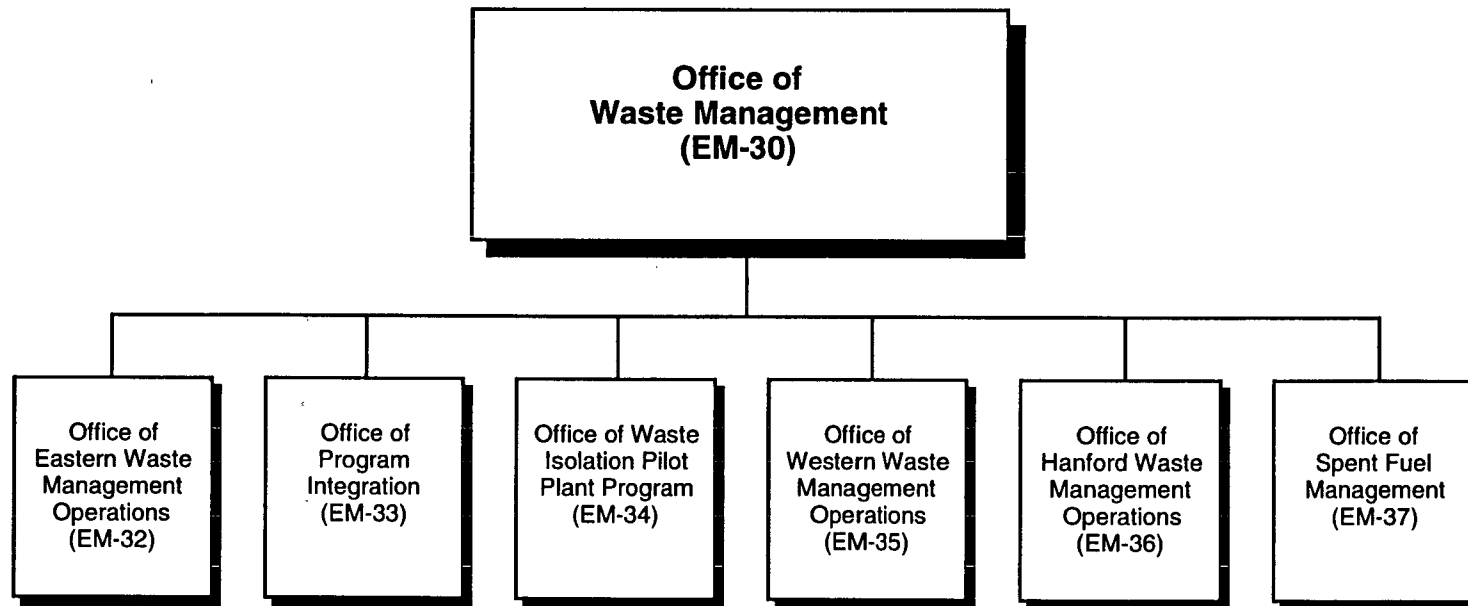 Office of
Waste Management
(EM-30)
Office of
Eastern Waste
Management
Operations
(EM-32)
Office of
Program
Integration
(EM-33)
Office of Waste
Isolation Pilot
Plant Program
(EM-34)
Office of
Western Waste
Management
Operations
(EM-35)
Office of
Hanford Waste
Management
Operations
(EM-36)
Office of
Spent Fuel
Management
(EM-37)